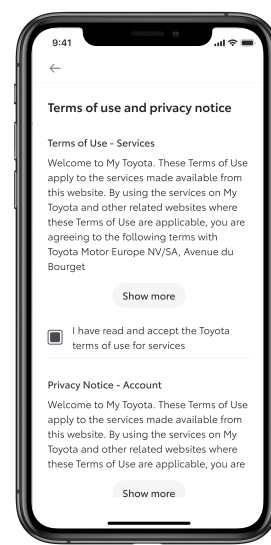 9:41
Terms of use and privacy notice
Terms of Use - Services
Welcome to My Toyota. These Terms of Use
apply to the services made available from
this website. By using the services on My
Toyota and other related websites where
these Terms of Use are applicable, you are
agreeing to the following terms with
Toyota Motor Europe NV/SA, Avenue du
Bourget
Show more
I have read and accept the Toyota
terms of use for services
Privacy Notice - Account
Welcome to My Toyota. These Terms of Use
apply to the services made available from
this website. By using the services on My
Toyota and other related websites where
these Terms of Use are applicable, you are
Show more